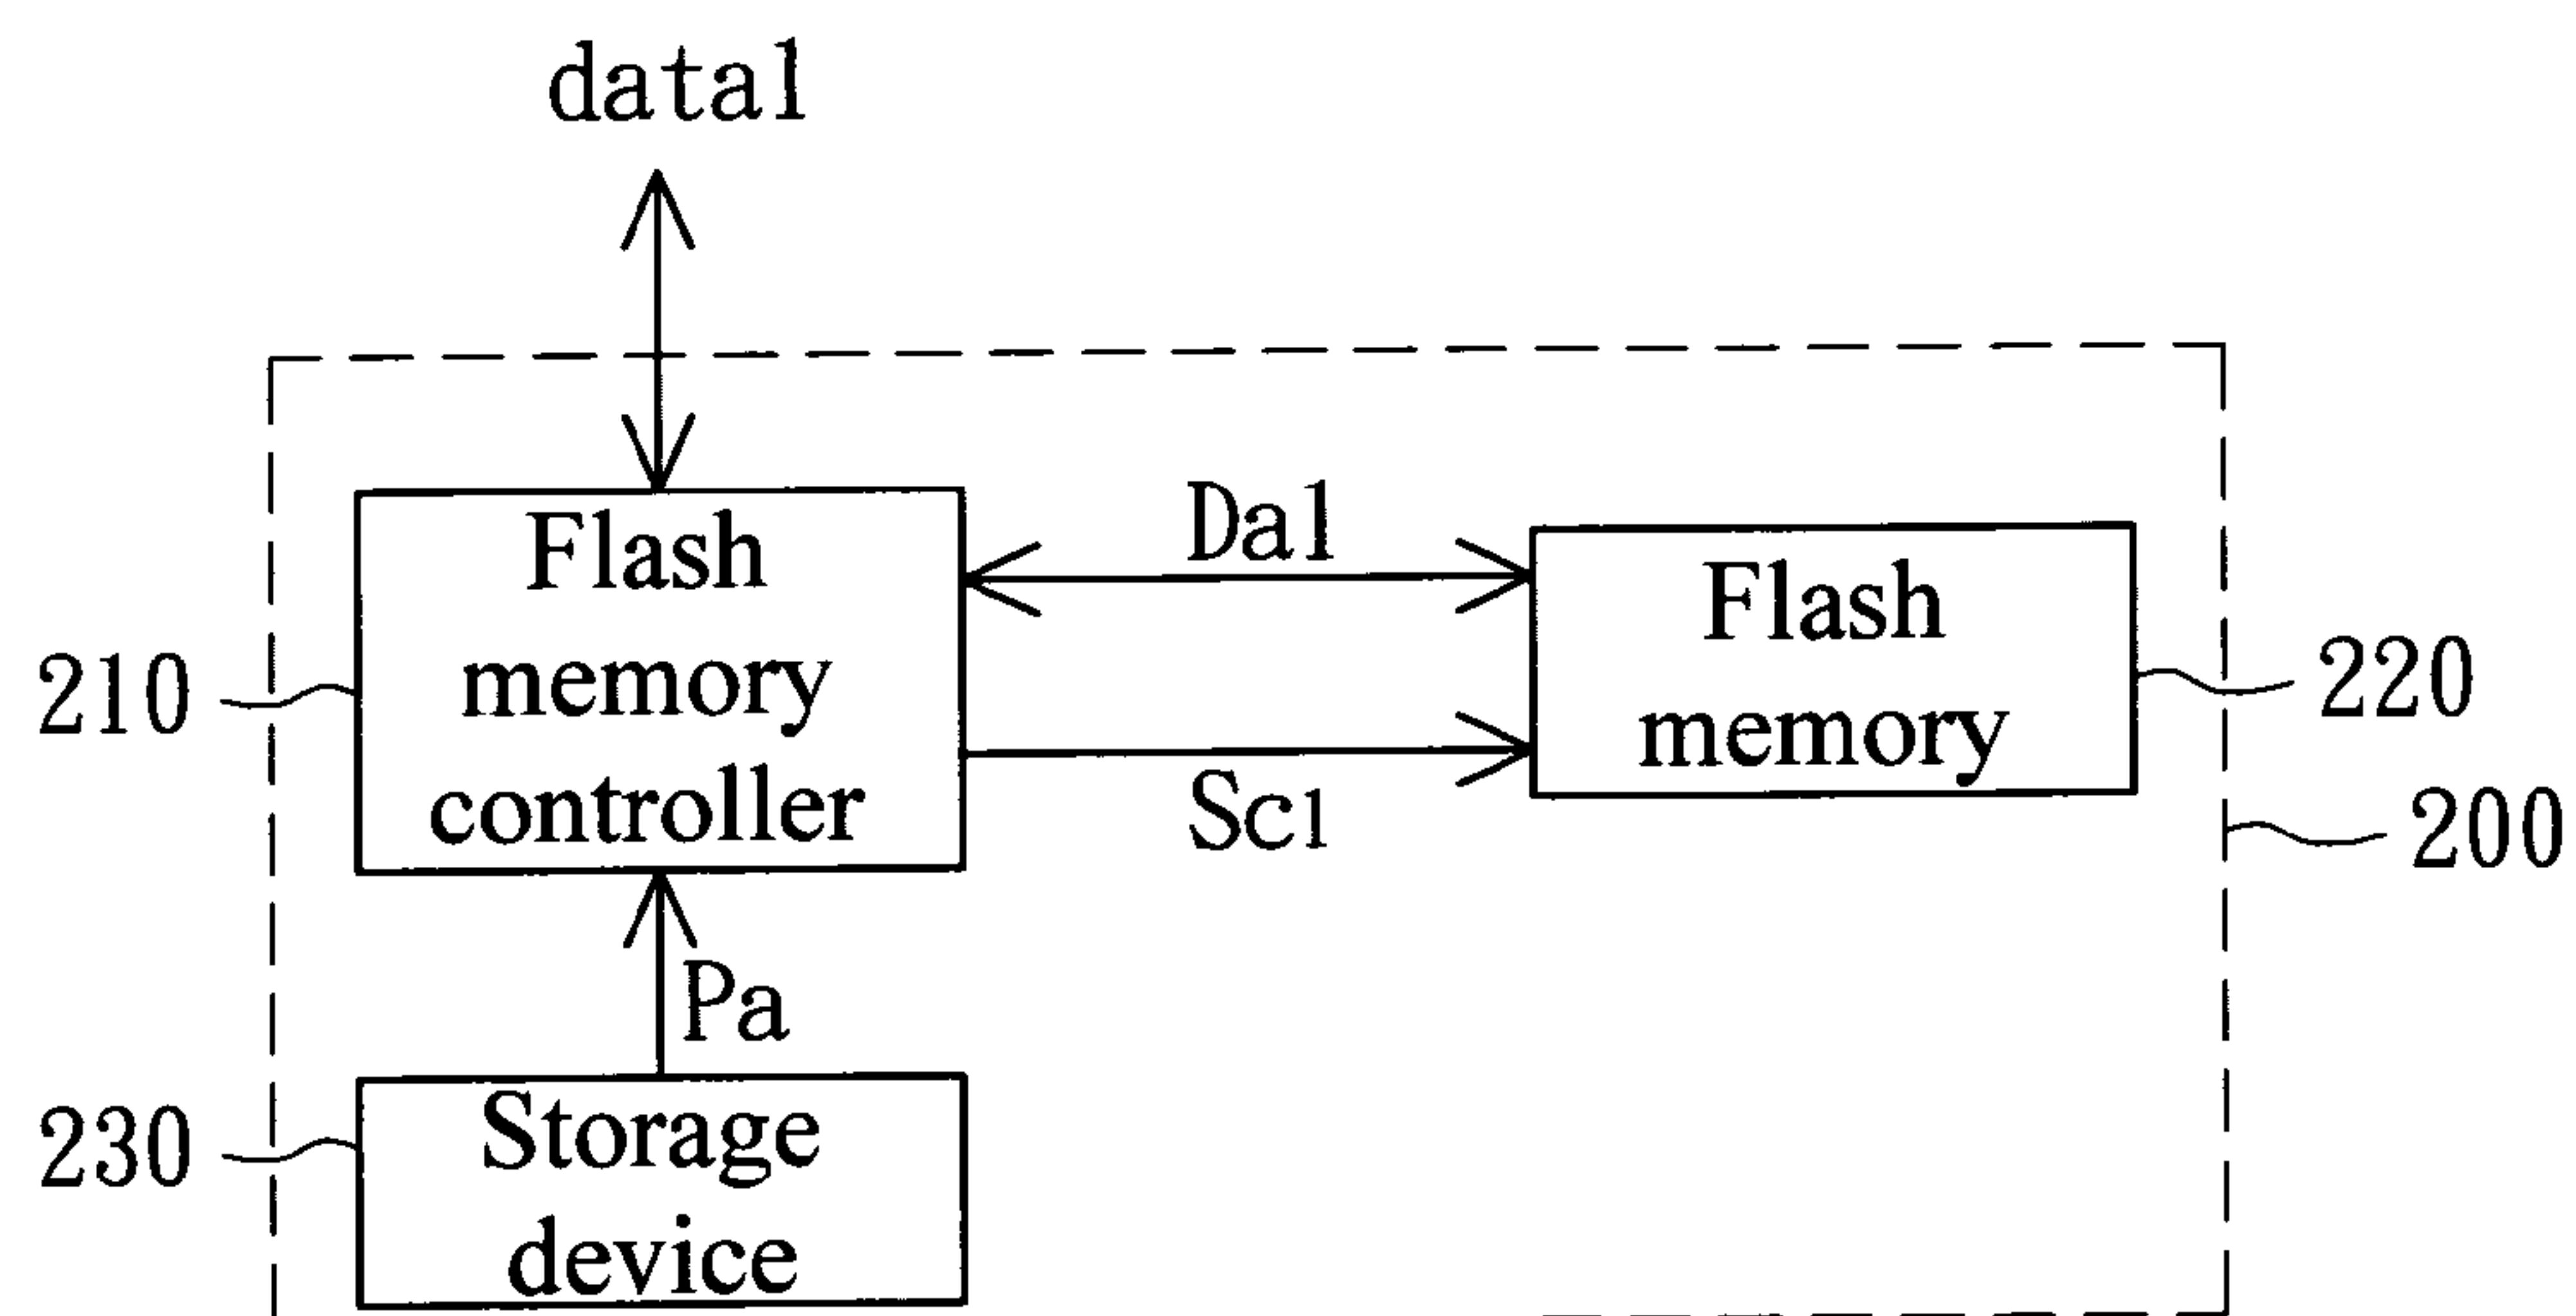 data1
Flash
memory
controller
Da1
Sc1
Flash
memory
210
220
200
Pa
230
Storage
device